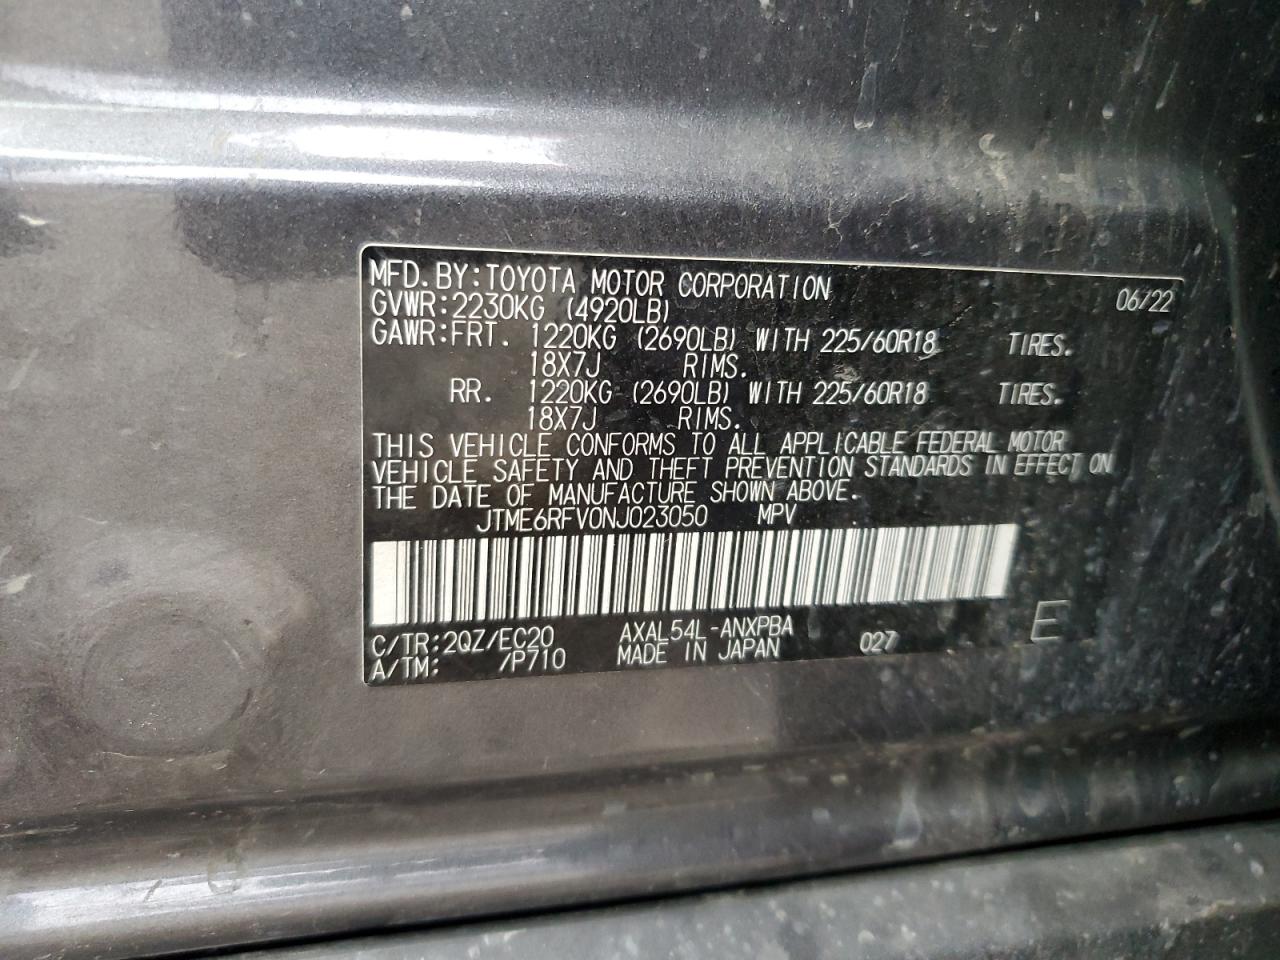 MFD.BY:TOYOTA MOTOR CORPORATION 06/22
GVWR:2230KG (4920LB)
GAWR:FRT. 1220KG (2690LB) WITH 225/60R18 TIRES.
18X7J RIMS.
RR. 1220KG (2690LB) WITH 225/60R18 TIRES.
18X7J RIMS.
THIS VEHICLE CONFORMS TO ALL APPLICABLE FEDERAL MOTOR
VEHICLE SAFETY AND THEFT PREVENTION STANDARDS IN EFFECT ON
THE DATE OF MANUFACTURE SHOWN ABOVE.
JTME6RFV0NJ023050 MPV
C/TR:2QZ/EC20 AXAL54L-ANXPBA 027 E
A/TM: /P710 MADE IN JAPAN